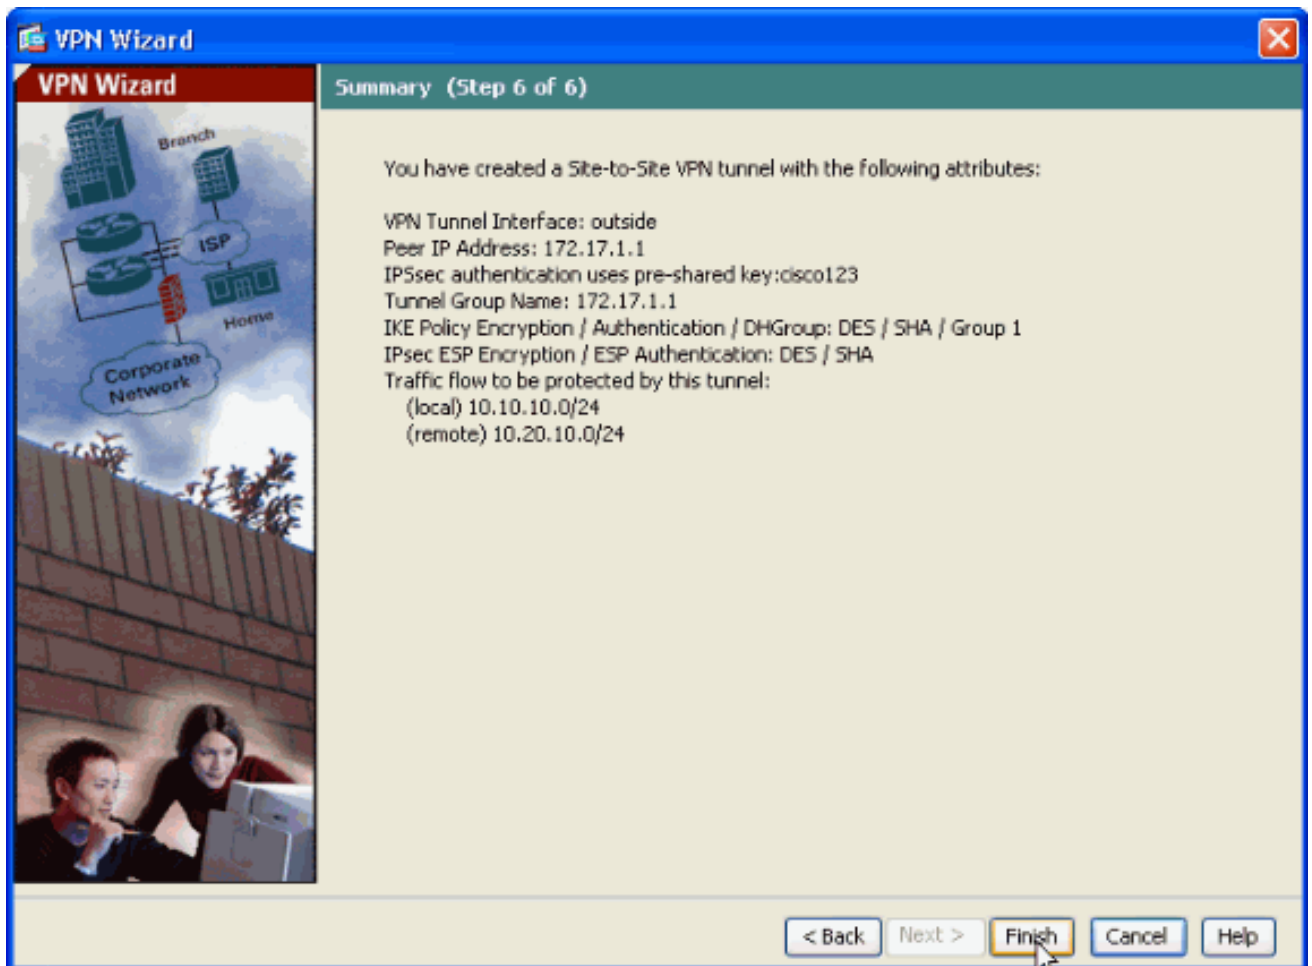 VPN Wizard
VPN Wizard
Summary (Step 6 of 6)
Branch
ISP
Home
Corporate
Network
You have created a Site-to-Site VPN tunnel with the following attributes:
VPN Tunnel Interface: outside
Peer IP Address: 172.17.1.1
IPSsec authentication uses pre-shared key:cisco123
Tunnel Group Name: 172.17.1.1
IKE Policy Encryption / Authentication / DHGroup: DES / SHA / Group 1
IPsec ESP Encryption / ESP Authentication: DES / SHA
Traffic flow to be protected by this tunnel:
(local) 10.10.10.0/24
(remote) 10.20.10.0/24
< Back Next > Finish Cancel Help